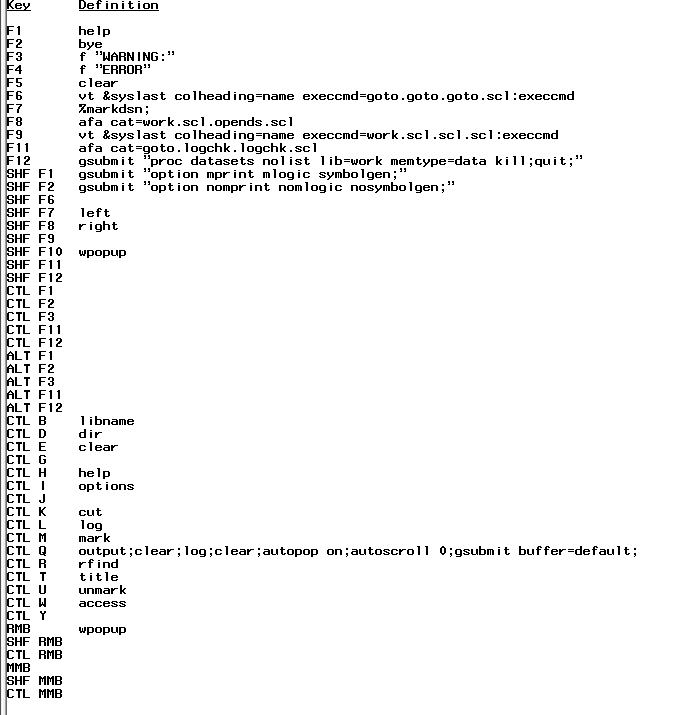 Key Definition
F1 help
F2 bye
F3 f "WARNING:"
F4 f "ERROR"
F5 clear
F6 vt &syslast colheading=name execcmd=goto.goto.goto.scl:execcmd
F7 %markdsn;
F8 afa cat=work.scl.opends.scl
F9 vt &syslast colheading=name execcmd=work.scl.scl.scl:execcmd
F11 afa cat=goto.logchk.logchk.scl
F12 gsubmit "proc datasets nolist lib=work memtype=data kill;quit;"
SHF F1 gsubmit "option mprint mlogic symbolgen;"
SHF F2 gsubmit "option nomprint nomlogic nosymbolgen;"
SHF F6
SHF F7 left
SHF F8 right
SHF F9
SHF F10 wpopup
SHF F11
SHF F12
CTL F1
CTL F2
CTL F3
CTL F11
CTL F12
ALT F1
ALT F2
ALT F3
ALT F11
ALT F12
CTL B libname
CTL D dir
CTL E clear
CTL G
CTL H help
CTL I options
CTL J
CTL K cut
CTL L log
CTL M mark
CTL Q output;clear;log;clear;autopop on;autoscroll 0;gsubmit buffer=default;
CTL R rfind
CTL T title
CTL U unmark
CTL W access
CTL Y
RMB wpopup
SHF RMB
CTL RMB
MMB
SHF MMB
CTL MMB